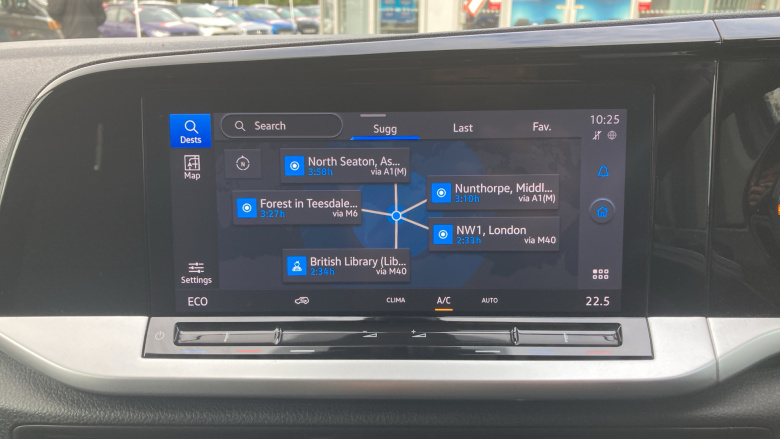 Search
Sugg
Last
Fav.
10:25
Dests
Map
Settings
North Seaton, As...
3:58h via A1(M)
Forest in Teesdale...
3:27h via M6
Nunthorpe, Middl...
3:10h via A1(M)
NW1, London
2:33h via M40
British Library (Lib...
2:34h via M40
ECO
CLIMA
A/C
AUTO
22.5